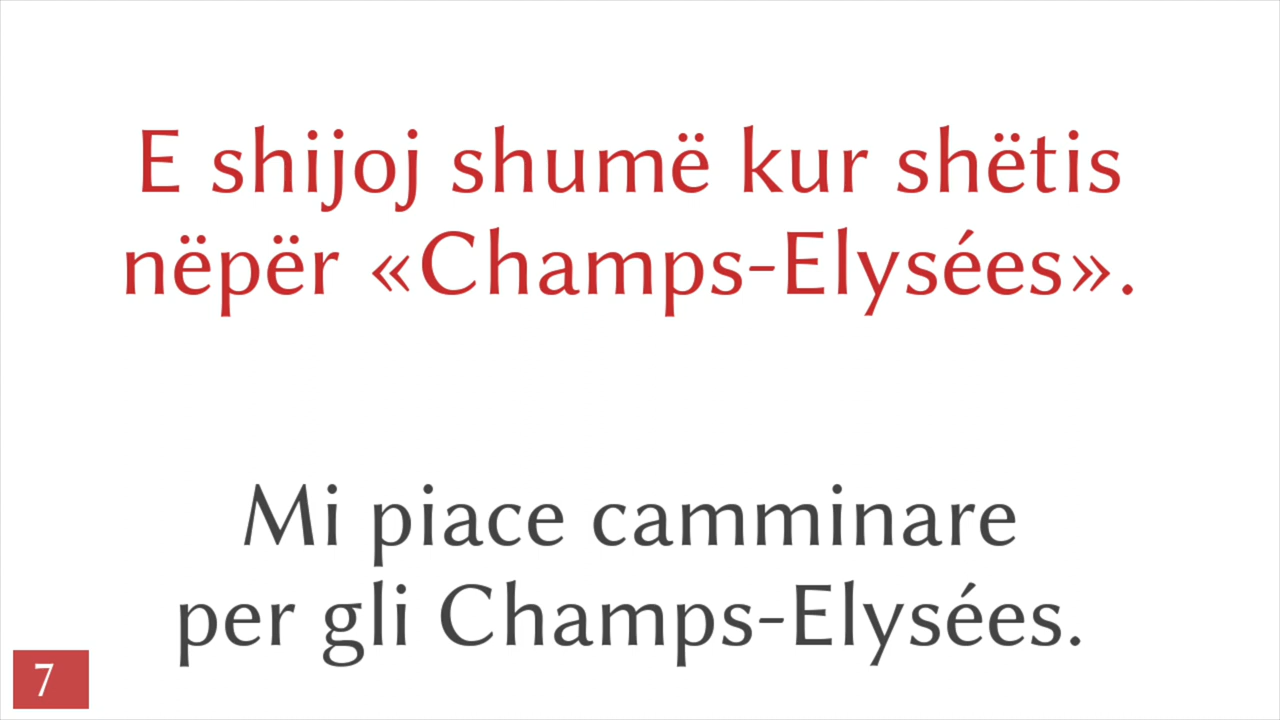 E shijoj shumë kur shëtis
nëpër «Champs-Elysées».
Mi piace camminare
per gli Champs-Elysées.
7